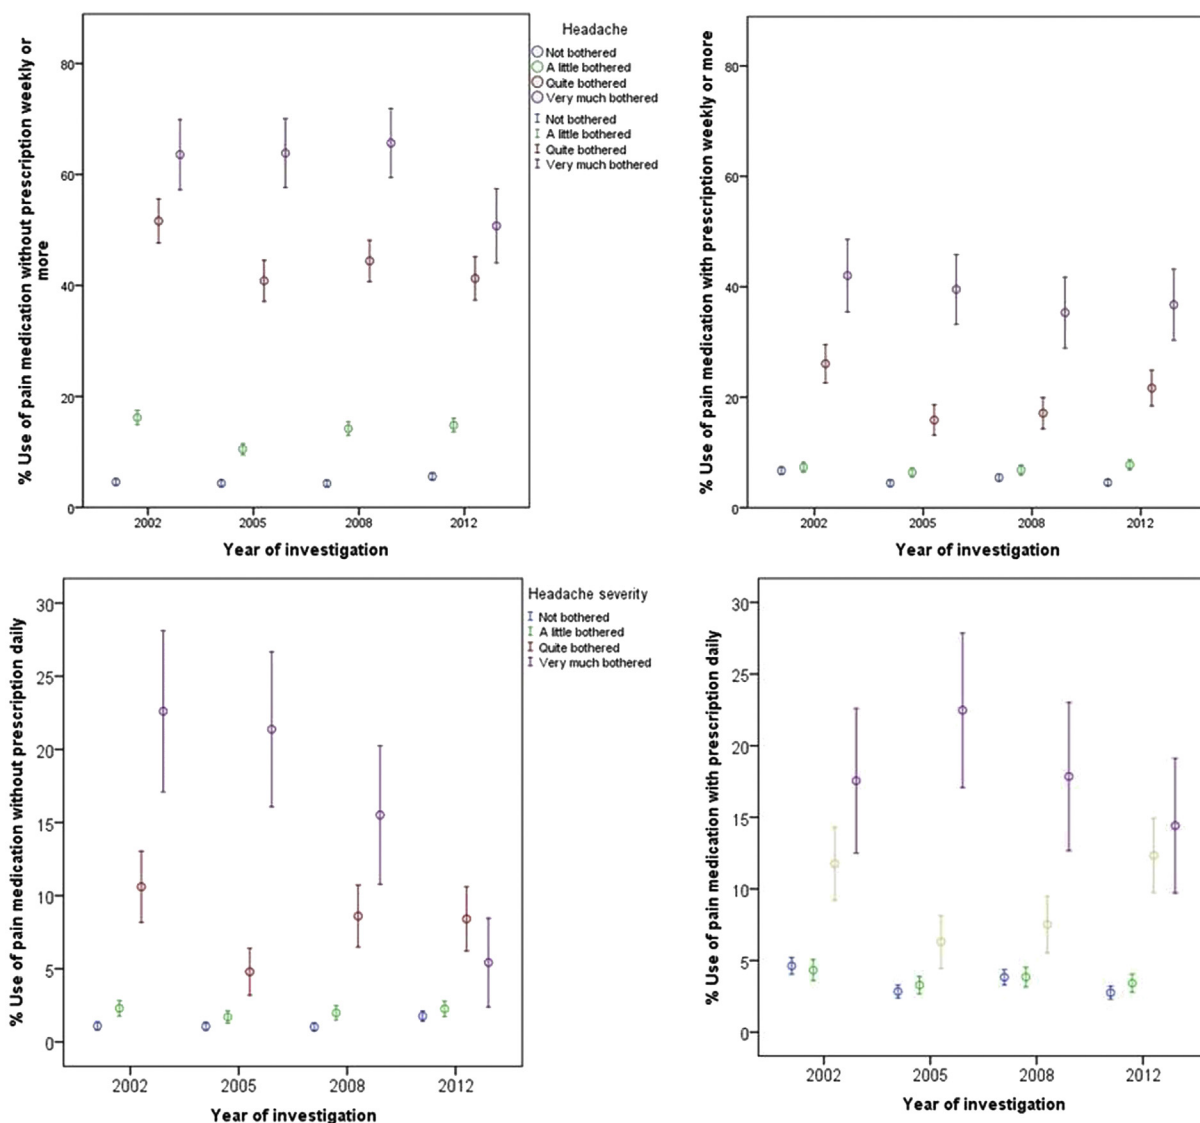 % Use of pain medication without prescription weekly or
more
80
60
40
20
0
2002
2005
2008
2012
Year of investigation
Headache
Not bothered
A little bothered
Quite bothered
Very much bothered
Not bothered
A little bothered
Quite bothered
Very much bothered
% Use of pain medication with prescription weekly or more
80
60
40
20
0
2002
2005
2008
2012
Year of investigation
% Use of pain medication without prescription daily
30
25
20
15
10
5
0
2002
2005
2008
2012
Year of investigation
Headache severity
Not bothered
A little bothered
Quite bothered
Very much bothered
% Use of pain medication with prescription daily
30
25
20
15
10
5
0
2002
2005
2008
2012
Year of investigation